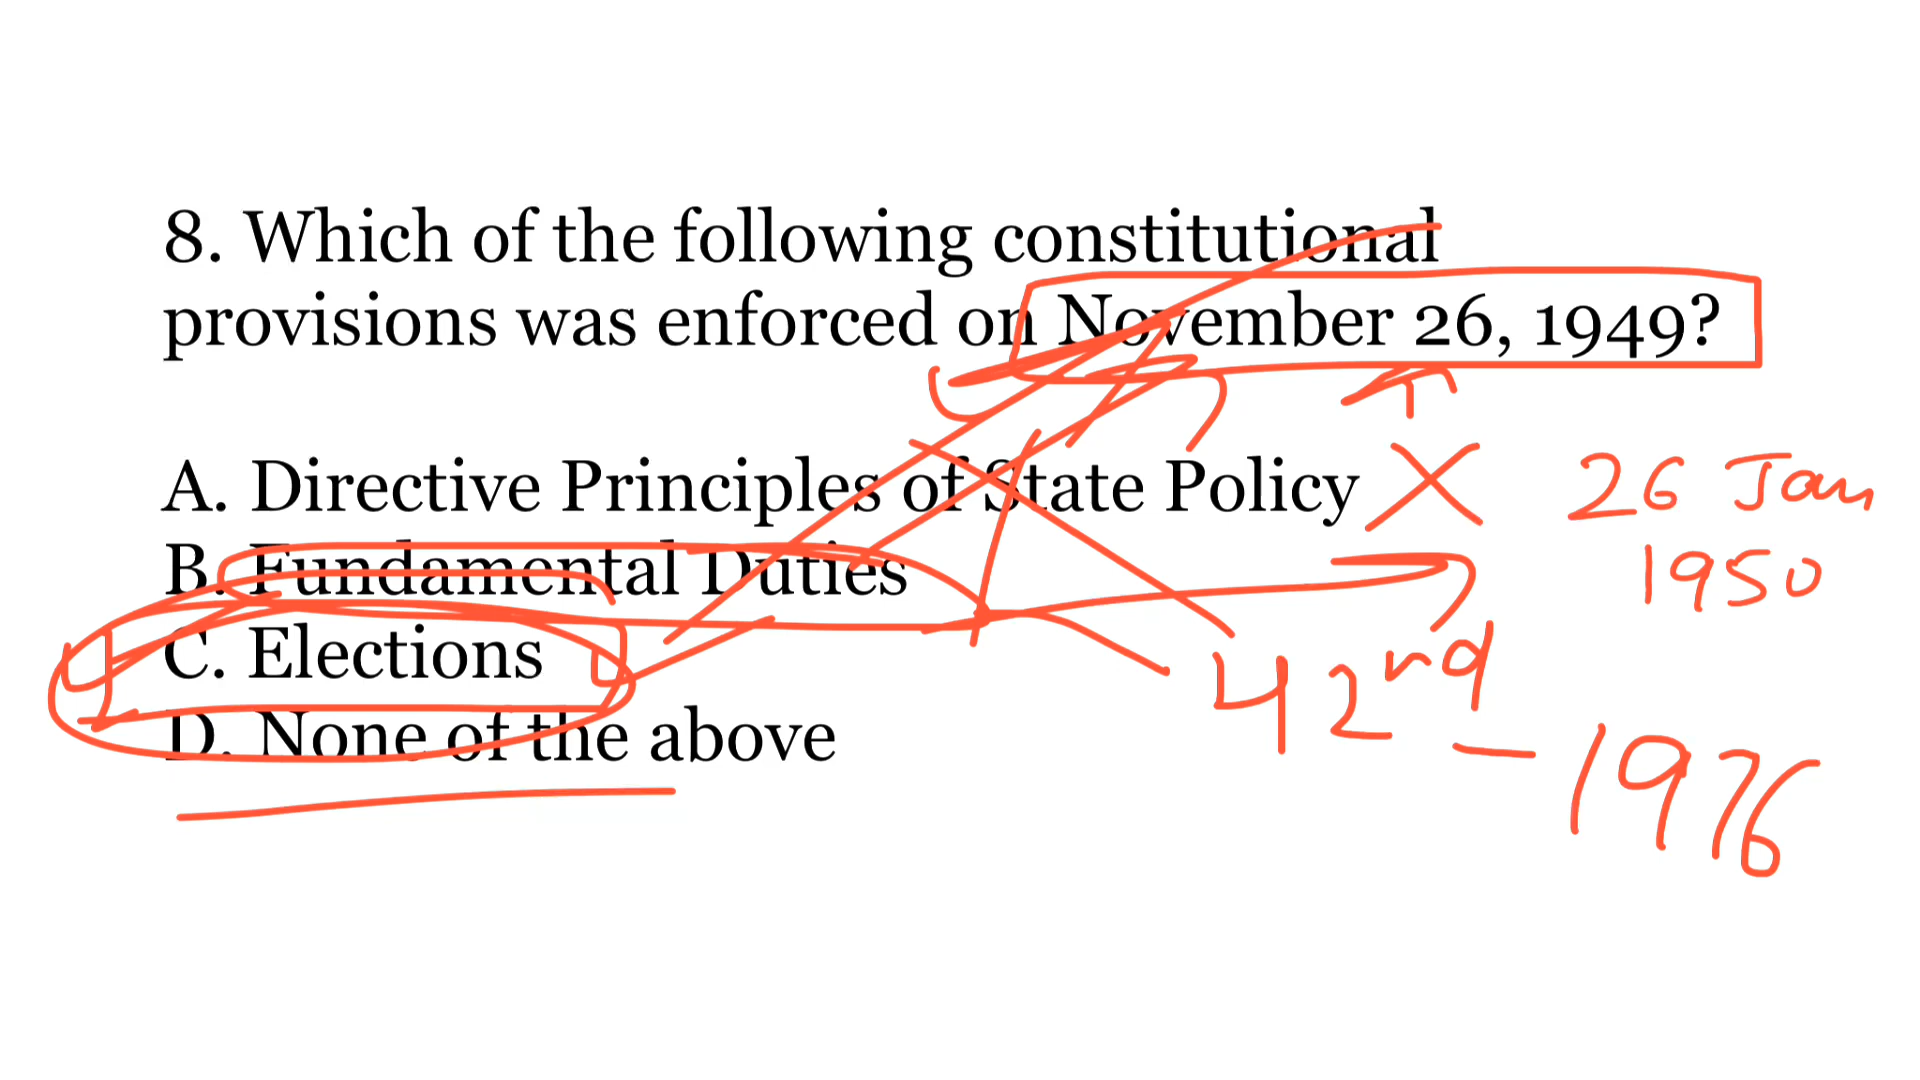 8. Which of the following constitutional
provisions was enforced on November 26, 1949?
A. Directive Principles of State Policy
26 Jan
1950
B. Fundamental Duties
C. Elections
42nd - 1976
D. None of the above